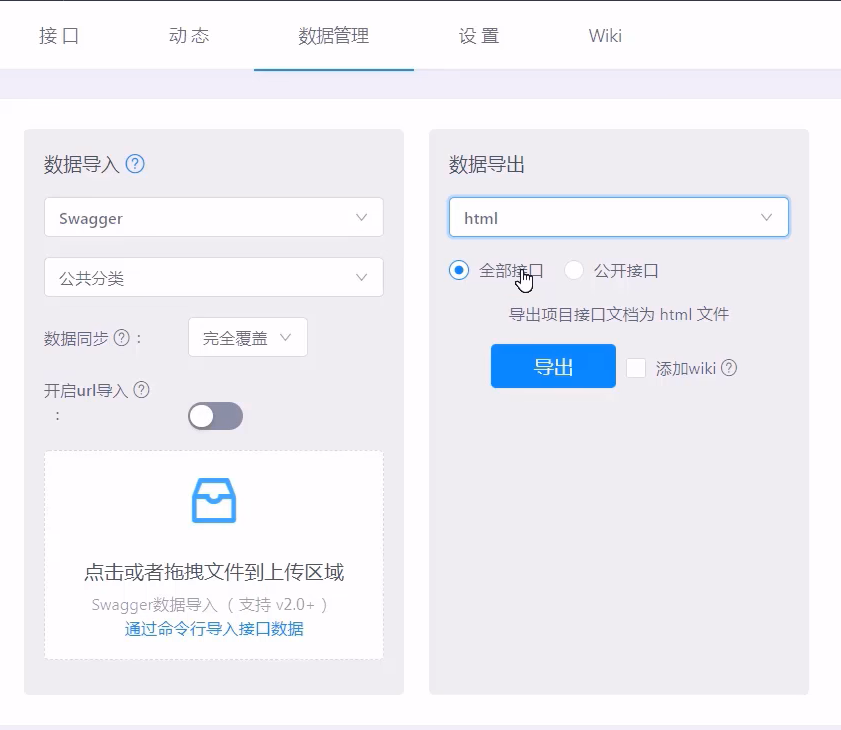 接口 动态 数据管理 设置 Wiki
数据导入 ?
Swagger
公共分类
数据同步 ? : 完全覆盖
开启url导入 ?
:
点击或者拖拽文件到上传区域
Swagger数据导入 ( 支持 v2.0+ )
通过命令行导入接口数据
数据导出
html
全部接口 公开接口
导出项目接口文档为 html 文件
导出 添加wiki ?